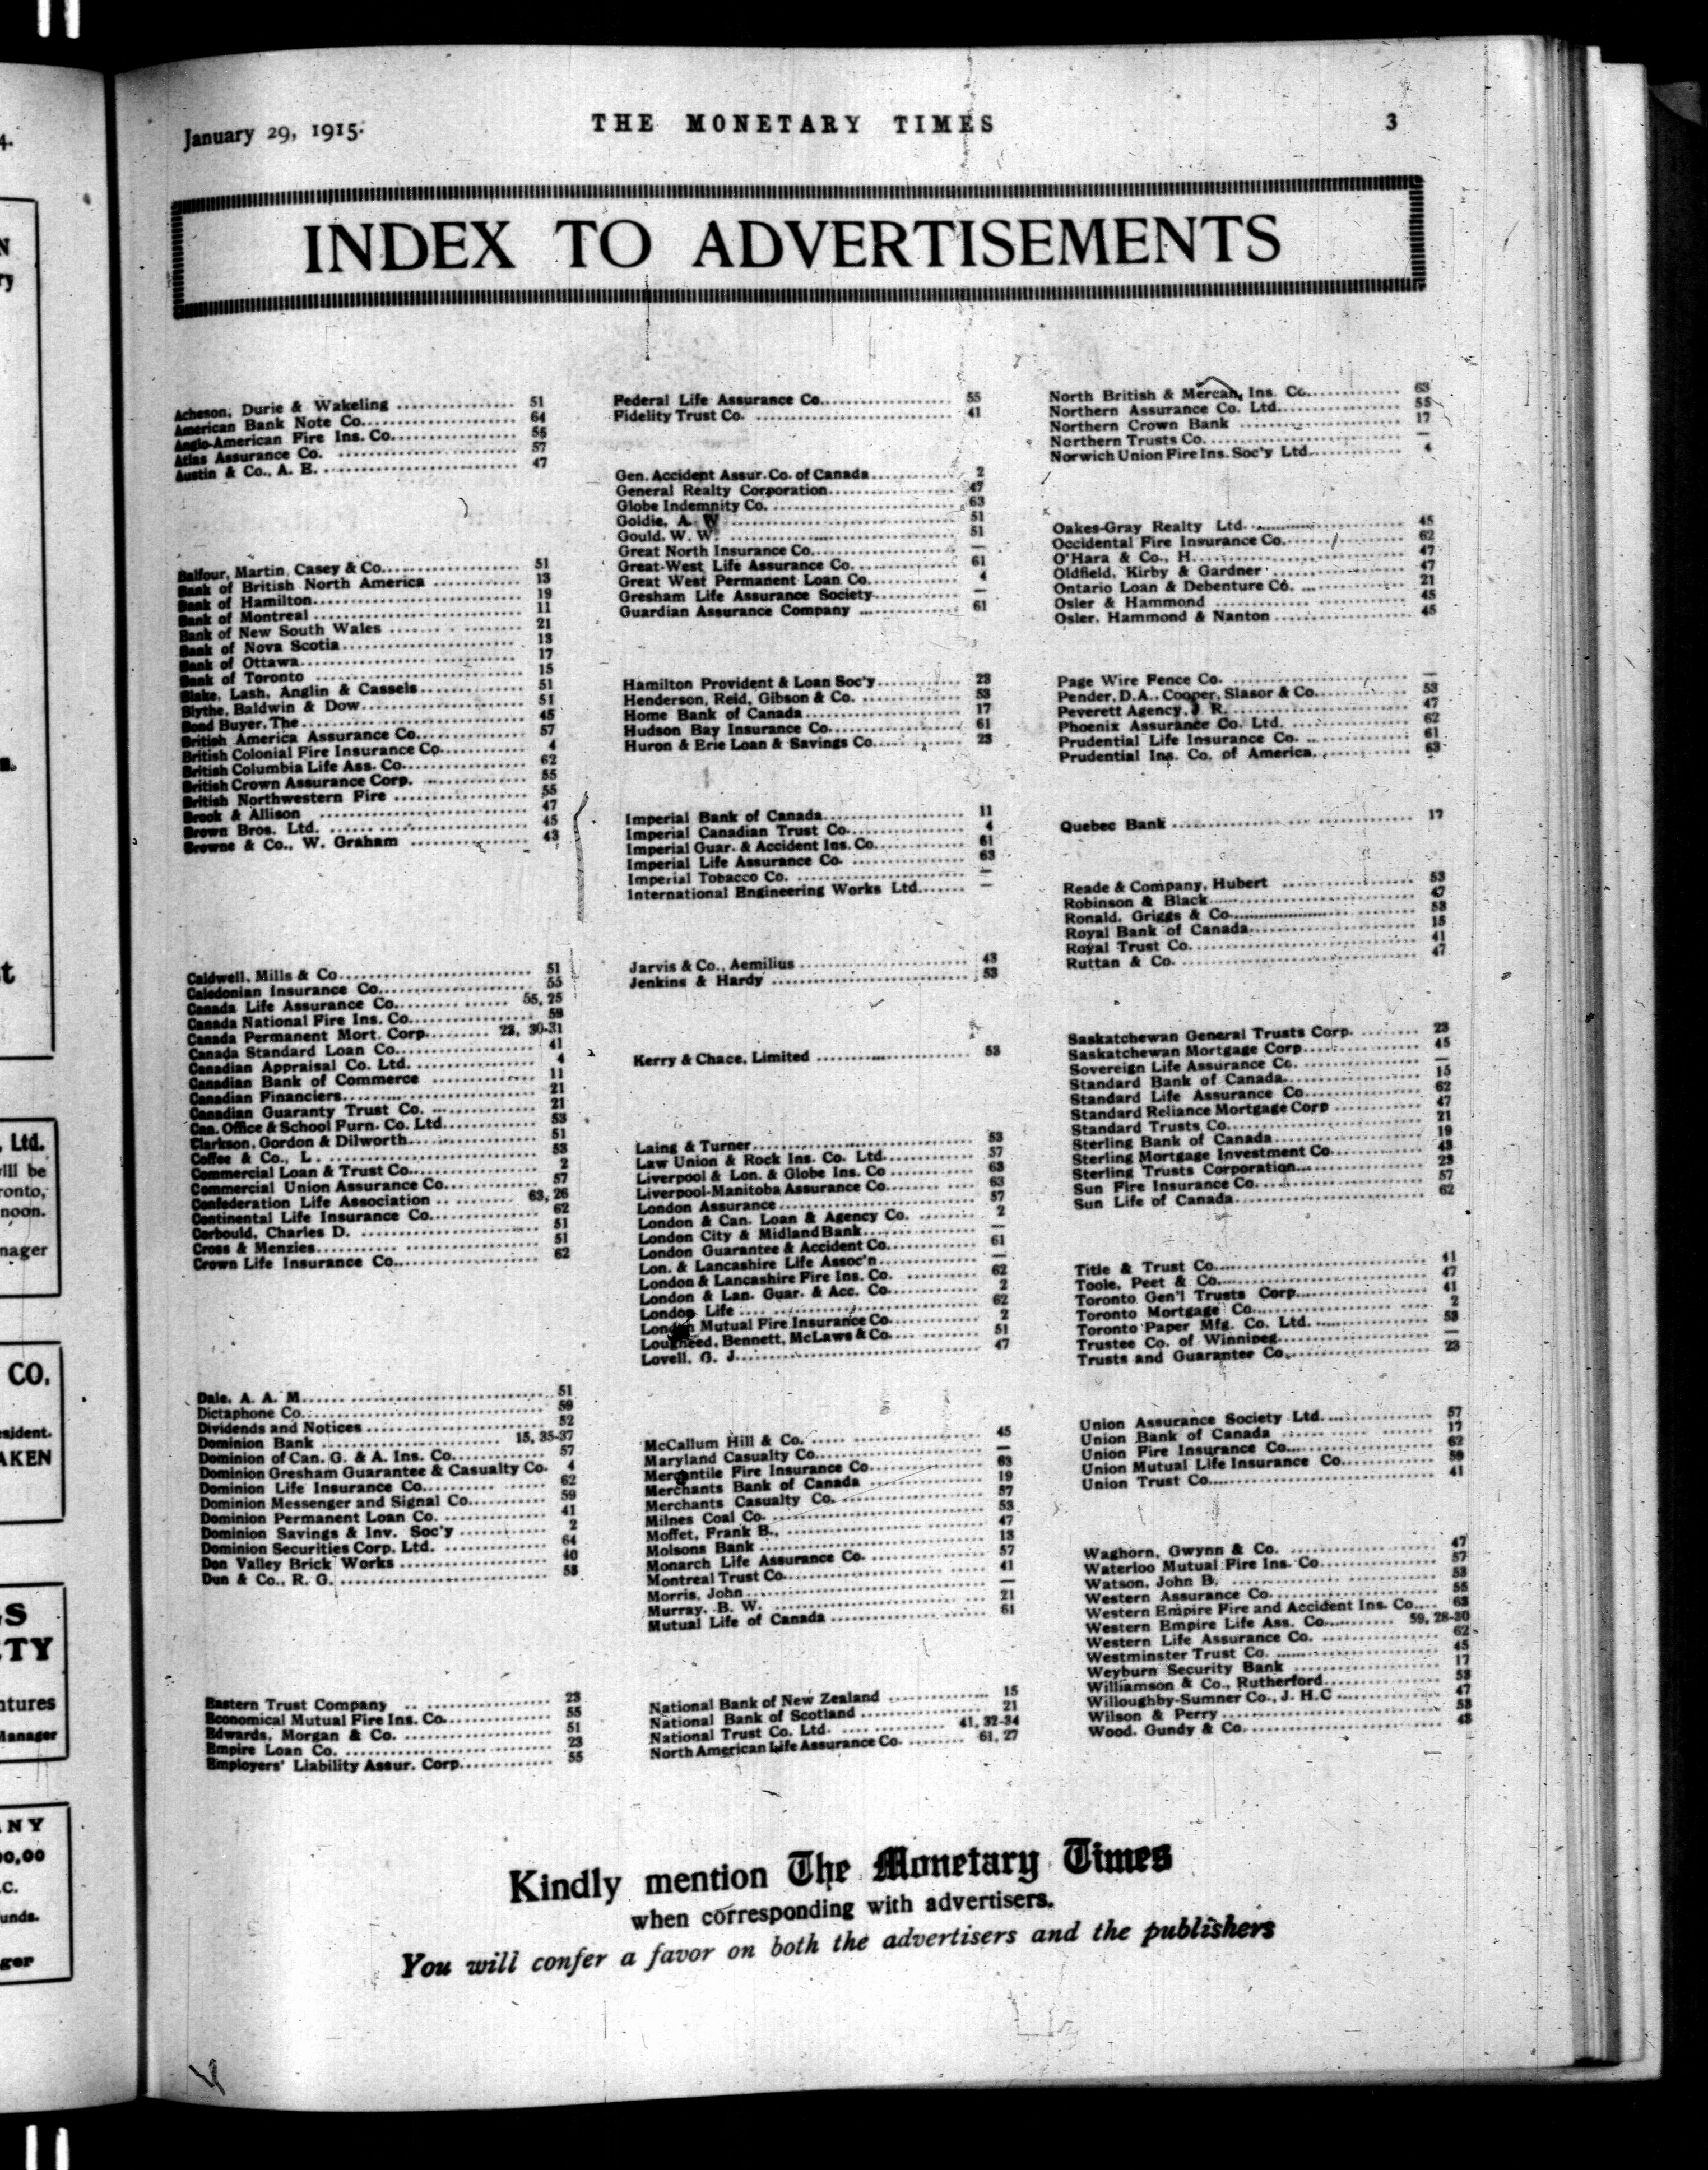 January 29, 1915.
THE MONETARY TIMES
3
INDEX TO ADVERTISEMENTS
Acheson, Durie & Wakeling 51
American Bank Note Co. 64
Anglo-American Fire Ins. Co. 55
Atlas Assurance Co. 57
Austin & Co., A. E. 47
Balfour, Martin, Casey & Co. 51
Bank of British North America 13
Bank of Hamilton 19
Bank of Montreal 11
Bank of New South Wales 21
Bank of Nova Scotia 13
Bank of Ottawa 17
Bank of Toronto 15
Blake, Lash, Anglin & Cassels 51
Blythe, Baldwin & Dow 51
Bond Buyer, The 45
British America Assurance Co. 57
British Colonial Fire Insurance Co. 4
British Columbia Life Ass. Co. 62
British Crown Assurance Corp. 55
British Northwestern Fire 55
Brook & Allison 47
Brown Bros. Ltd. 45
Browne & Co., W. Graham 43
Caldwell, Mills & Co. 51
Caledonian Insurance Co. 55
Canada Life Assurance Co. 55, 25
Canada National Fire Ins. Co. 59
Canada Permanent Mort. Corp. 23, 30-31
Canada Standard Loan Co. 41
Canadian Appraisal Co. Ltd. 4
Canadian Bank of Commerce 11
Canadian Financiers 21
Canadian Guaranty Trust Co. 21
Can. Office & School Furn. Co. Ltd. 53
Clarkson, Gordon & Dilworth 51
Coffee & Co., L. 53
Commercial Loan & Trust Co. 2
Commercial Union Assurance Co. 57
Confederation Life Association 63, 26
Continental Life Insurance Co. 62
Corbould, Charles D. 51
Cross & Menzies 51
Crown Life Insurance Co. 62
Dale, A. A. M. 51
Dictaphone Co. 59
Dividends and Notices 52
Dominion Bank 15, 35-37
Dominion of Can. G. & A. Ins. Co. 57
Dominion Gresham Guarantee & Casualty Co. 4
Dominion Life Insurance Co. 62
Dominion Messenger and Signal Co. 59
Dominion Permanent Loan Co. 41
Dominion Savings & Inv. Soc'y 2
Dominion Securities Corp. Ltd. 64
Don Valley Brick Works 40
Dun & Co., R. G. 53
Eastern Trust Company 23
Economical Mutual Fire Ins. Co. 55
Edwards, Morgan & Co. 51
Empire Loan Co. 23
Employers' Liability Assur. Corp. 55
Federal Life Assurance Co. 55
Fidelity Trust Co. 41
Gen. Accident Assur. Co. of Canada 2
General Realty Corporation 47
Globe Indemnity Co. 63
Goldie, A. W. 51
Gould, W. W. 51
Great North Insurance Co. —
Great-West Life Assurance Co. 61
Great West Permanent Loan Co. 4
Gresham Life Assurance Society —
Guardian Assurance Company 61
Hamilton Provident & Loan Soc'y 23
Henderson, Reid, Gibson & Co. 53
Home Bank of Canada 17
Hudson Bay Insurance Co. 61
Huron & Erie Loan & Savings Co. 23
Imperial Bank of Canada 11
Imperial Canadian Trust Co. 4
Imperial Guar. & Accident Ins. Co. 61
Imperial Life Assurance Co. 63
Imperial Tobacco Co. —
International Engineering Works Ltd. —
Jarvis & Co., Aemilius 43
Jenkins & Hardy 53
Kerry & Chace, Limited 53
Laing & Turner 53
Law Union & Rock Ins. Co. Ltd. 57
Liverpool & Lon. & Globe Ins. Co 63
Liverpool-Manitoba Assurance Co. 63
London Assurance 57
London & Can. Loan & Agency Co. 2
London City & Midland Bank —
London Guarantee & Accident Co. 61
Lon. & Lancashire Life Assoc'n —
London & Lancashire Fire Ins. Co. 62
London & Lan. Guar. & Acc. Co. 2
London Life 62
London Mutual Fire Insurance Co. 2
Lougheed, Bennett, McLaws & Co. 51
Lovell, G. J. 47
McCallum Hill & Co. 45
Maryland Casualty Co. —
Mercantile Fire Insurance Co. 63
Merchants Bank of Canada 19
Merchants Casualty Co. 57
Milnes Coal Co. 53
Moffet, Frank B., 47
Molsons Bank 13
Monarch Life Assurance Co. 57
Montreal Trust Co. 41
Morris, John —
Murray, B. W. 21
Mutual Life of Canada 61
National Bank of New Zealand 15
National Bank of Scotland 21
National Trust Co. Ltd. 41, 32-34
North American Life Assurance Co. 61, 27
North British & Mercan. Ins. Co. 63
Northern Assurance Co. Ltd. 55
Northern Crown Bank 17
Northern Trusts Co. —
Norwich Union Fire Ins. Soc'y Ltd. 4
Oakes-Gray Realty Ltd. 45
Occidental Fire Insurance Co. 62
O'Hara & Co., H. 47
Oldfield, Kirby & Gardner 47
Ontario Loan & Debenture Co. 21
Osler & Hammond 45
Osler, Hammond & Nanton 45
Page Wire Fence Co. —
Pender, D. A., Cooper, Slasor & Co. 53
Peverett Agency, J. R. 47
Phoenix Assurance Co. Ltd. 62
Prudential Life Insurance Co. 61
Prudential Ins. Co. of America 63
Quebec Bank 17
Reade & Company, Hubert 53
Robinson & Black 47
Ronald, Griggs & Co. 53
Royal Bank of Canada 15
Royal Trust Co. 41
Ruttan & Co. 47
Saskatchewan General Trusts Corp. 23
Saskatchewan Mortgage Corp. 45
Sovereign Life Assurance Co. —
Standard Bank of Canada 15
Standard Life Assurance Co. 62
Standard Reliance Mortgage Corp 47
Standard Trusts Co. 21
Sterling Bank of Canada 19
Sterling Mortgage Investment Co. 43
Sterling Trusts Corporation 23
Sun Fire Insurance Co. 57
Sun Life of Canada 62
Title & Trust Co. 41
Toole, Peet & Co. 47
Toronto Gen'l Trusts Corp. 41
Toronto Mortgage Co. 2
Toronto Paper Mfg. Co. Ltd. 53
Trustee Co. of Winnipeg —
Trusts and Guarantee Co. 23
Union Assurance Society Ltd. 57
Union Bank of Canada 17
Union Fire Insurance Co. 62
Union Mutual Life Insurance Co. 59
Union Trust Co. 41
Waghorn, Gwynn & Co. 47
Waterloo Mutual Fire Ins. Co. 57
Watson, John B. 53
Western Assurance Co. 55
Western Empire Fire and Accident Ins. Co. 63
Western Empire Life Ass. Co. 59, 28-30
Western Life Assurance Co. 62
Westminster Trust Co. 45
Weyburn Security Bank 17
Williamson & Co., Rutherford 53
Willoughby-Sumner Co., J. H. C 47
Wilson & Perry 53
Wood, Gundy & Co. 43
Kindly mention The Monetary Times
when corresponding with advertisers.
You will confer a favor on both the advertisers and the publishers